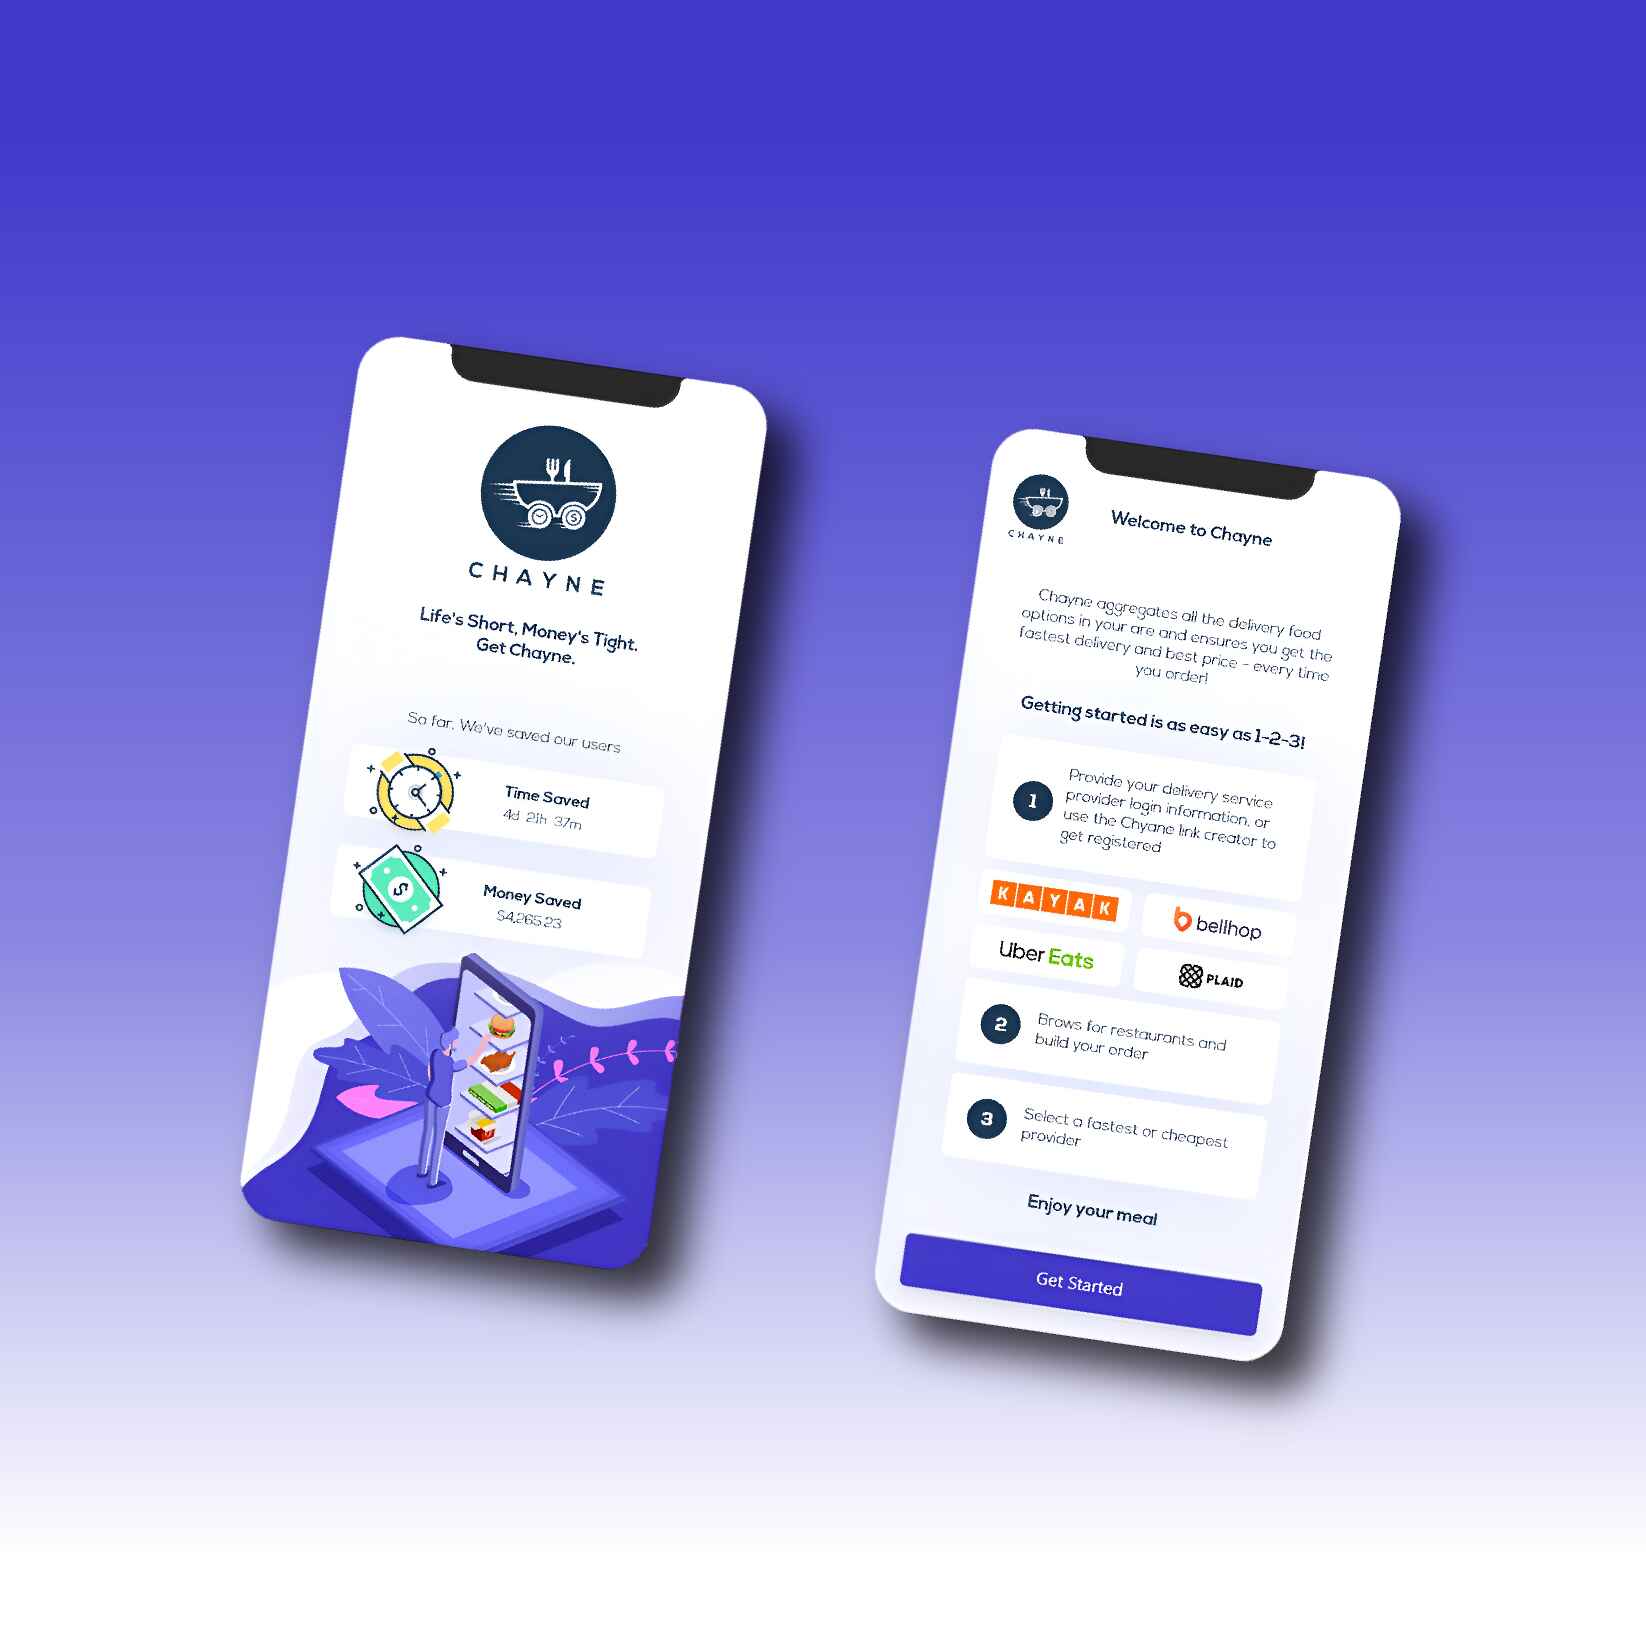 CHAYNE
Life's Short, Money's Tight.
Get Chayne.
So far, We've saved our users
Time Saved
4d 21h 37m
Money Saved
$4,265.23
CHAYNE
Welcome to Chayne
Chayne aggregates all the delivery food
options in your are and ensures you get the
fastest delivery and best price - every time
you order!
Getting started is as easy as 1-2-3!
1
Provide your delivery service
provider login information, or
use the Chyane link creator to
get registered
KAYAK
bellhop
Uber Eats
PLAID
2
Brows for restaurants and
build your order
3
Select a fastest or cheapest
provider
Enjoy your meal
Get Started